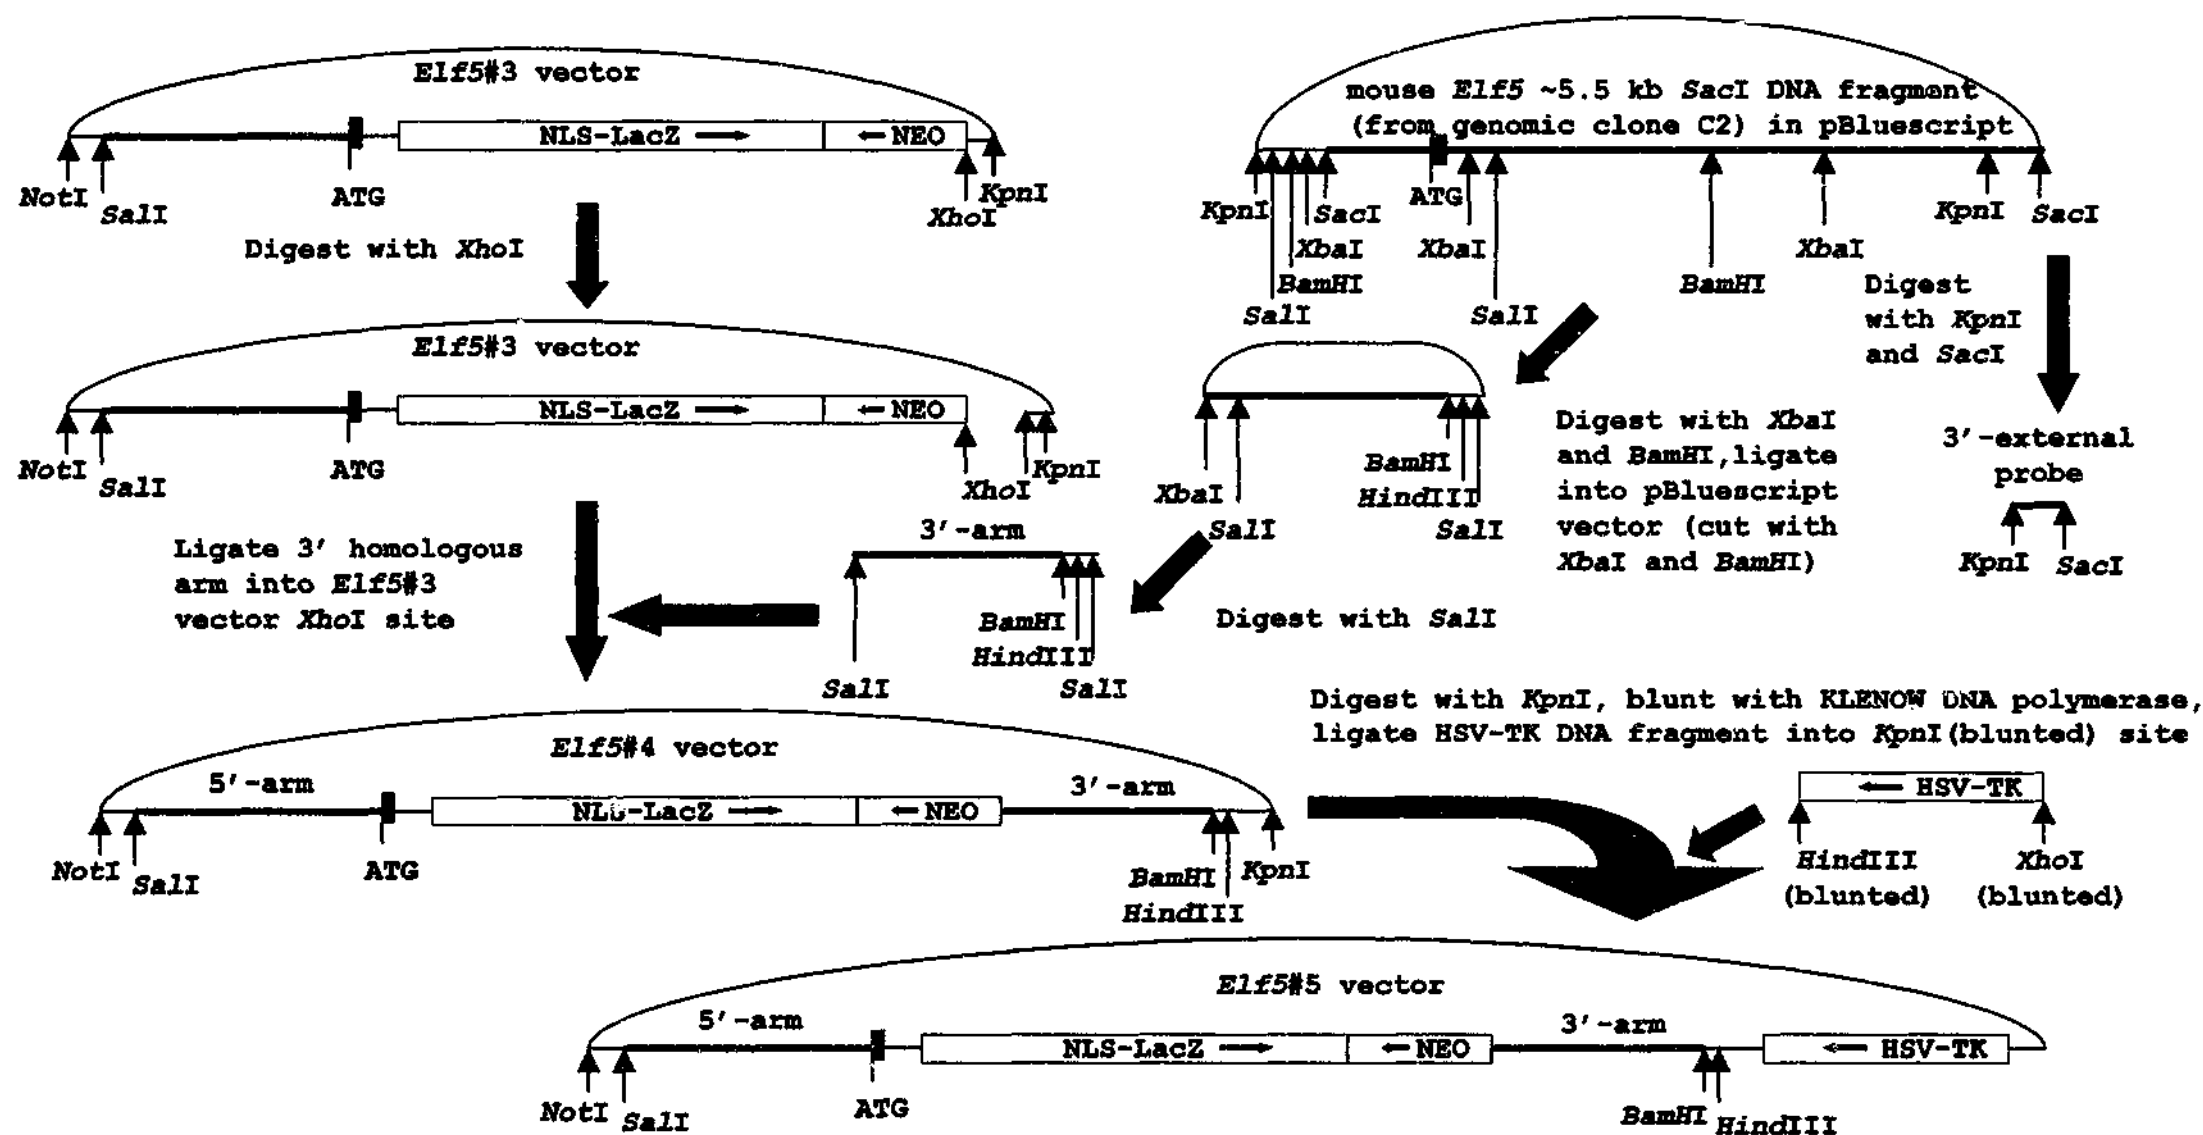 Elf5#3 vector
NLS-LacZ
NEO
NotI
SalI
ATG
XhoI
KpnI
Digest with XhoI
mouse Elf5 ~5.5 kb SacI DNA fragment
(from genomic clone C2) in pBluescript
KpnI
SacI
ATG
KpnI
SacI
XbaI
XbaI
XbaI
BamHI
BamHI
SalI
SalI
Digest
with KpnI
and SacI
Elf5#3 vector
NLS-LacZ
NEO
NotI
SalI
ATG
XhoI
KpnI
XbaI
SalI
BamHI
HindIII
SalI
Digest with XbaI
and BamHI, ligate
into pBluescript
vector (cut with
XbaI and BamHI)
3'-external
probe
KpnI
SacI
Ligate 3' homologous
arm into Elf5#3
vector XhoI site
3'-arm
BamHI
HindIII
SalI
SalI
Digest with SalI
Digest with KpnI, blunt with KLENOW DNA polymerase,
ligate HSV-TK DNA fragment into KpnI(blunted) site
Elf5#4 vector
5'-arm
3'-arm
NLS-LacZ
NEO
NotI
SalI
ATG
BamHI
KpnI
HindIII
HSV-TK
HindIII
(blunted)
XhoI
(blunted)
Elf5#5 vector
5'-arm
3'-arm
NLS-LacZ
NEO
HSV-TK
NotI
SalI
ATG
BamHI
HindIII